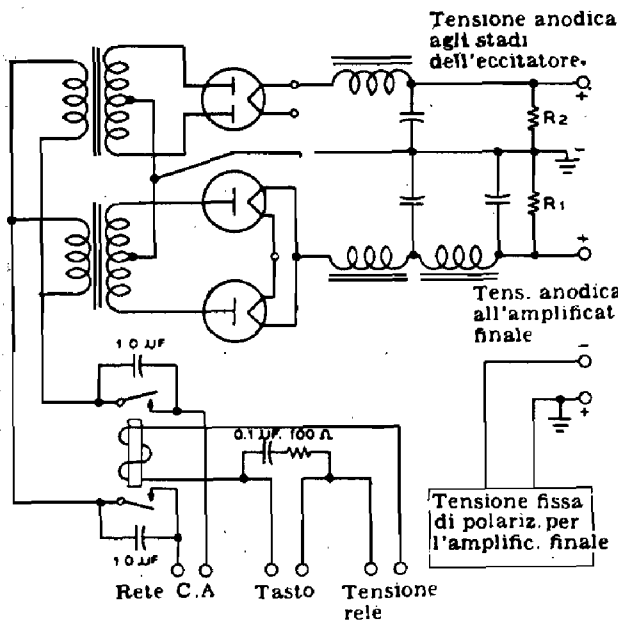 Tensione anodica
agli stadi
dell'eccitatore.
+
R2
-
R1
+
Tens. anodica
all'amplificat
finale
-
+
1 0 µF
0.1 µF. 100 Ω
1 0 µF
Tensione fissa
di polariz. per
l'amplific. finale
Rete C.A Tasto Tensione
relè